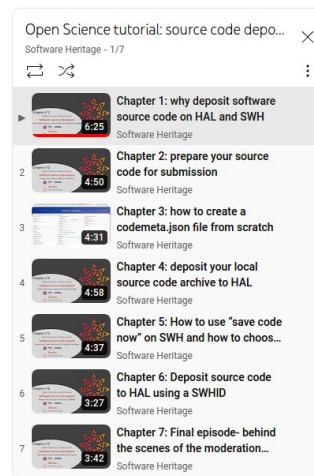 Open Science tutorial: source code depo...
Software Heritage - 1/7
6:25
Chapter 1: why deposit software
source code on HAL and SWH
Software Heritage
2
4:50
Chapter 2: prepare your source
code for submission
Software Heritage
3
4:31
Chapter 3: how to create a
codemeta.json file from scratch
Software Heritage
4
4:58
Chapter 4: deposit your local
source code archive to HAL
Software Heritage
5
4:37
Chapter 5: How to use “save code
now” on SWH and how to choos...
Software Heritage
6
3:27
Chapter 6: Deposit source code
to HAL using a SWHID
Software Heritage
7
3:42
Chapter 7: Final episode- behind
the scenes of the moderation...
Software Heritage